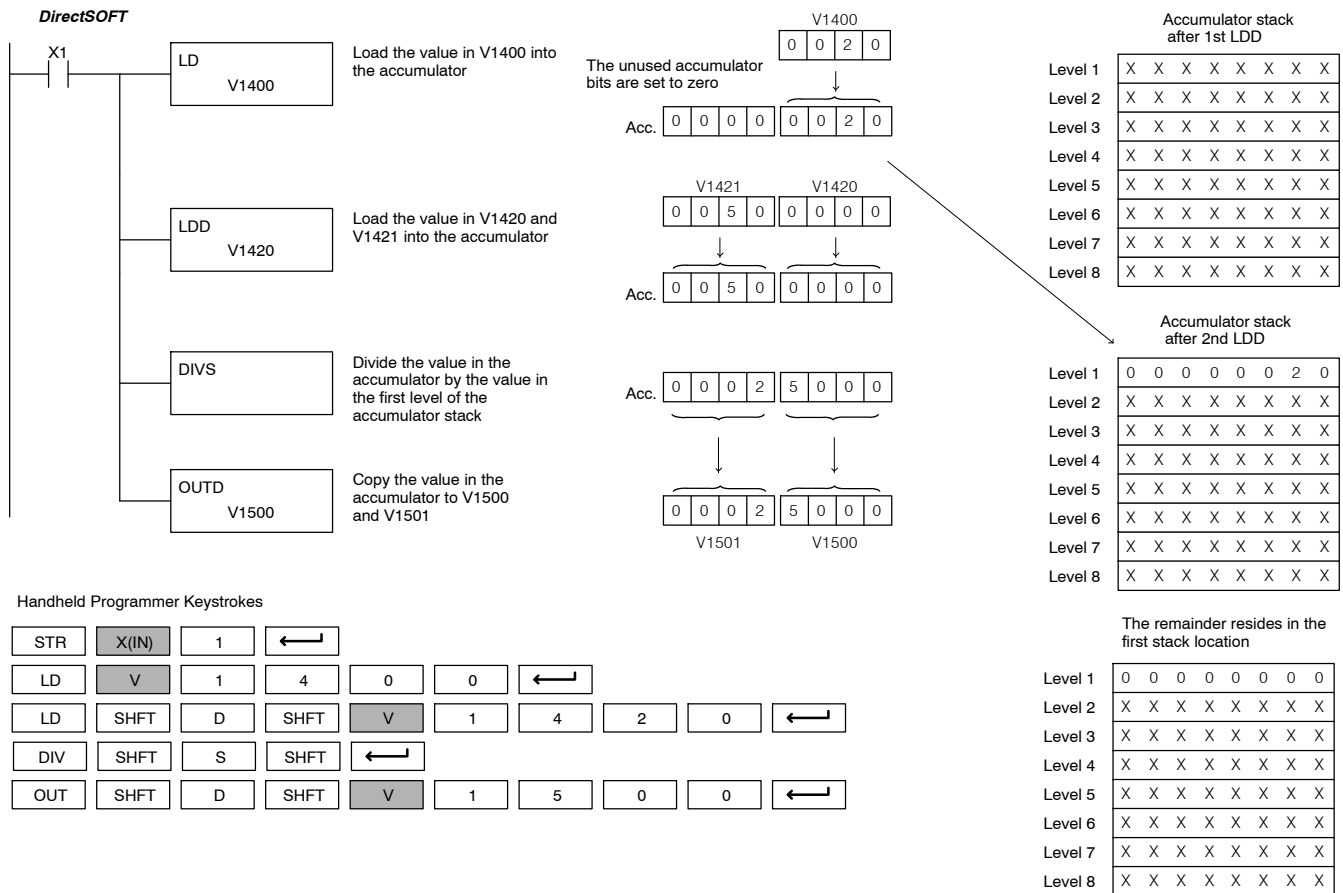 DirectSOFT
X1
LD
V1400
Load the value in V1400 into
the accumulator
LDD
V1420
Load the value in V1420 and
V1421 into the accumulator
DIVS
Divide the value in the
accumulator by the value in
the first level of the
accumulator stack
OUTD
V1500
Copy the value in the
accumulator to V1500
and V1501
The unused accumulator
bits are set to zero
V1400
0 0 2 0
Acc. 0 0 0 0 0 0 2 0
V1421 V1420
0 0 5 0 0 0 0 0
Acc. 0 0 5 0 0 0 0 0
Acc. 0 0 0 2 5 0 0 0
0 0 0 2 5 0 0 0
V1501 V1500
Accumulator stack
after 1st LDD
Level 1 X X X X X X X X
Level 2 X X X X X X X X
Level 3 X X X X X X X X
Level 4 X X X X X X X X
Level 5 X X X X X X X X
Level 6 X X X X X X X X
Level 7 X X X X X X X X
Level 8 X X X X X X X X
Accumulator stack
after 2nd LDD
Level 1 0 0 0 0 0 0 2 0
Level 2 X X X X X X X X
Level 3 X X X X X X X X
Level 4 X X X X X X X X
Level 5 X X X X X X X X
Level 6 X X X X X X X X
Level 7 X X X X X X X X
Level 8 X X X X X X X X
The remainder resides in the
first stack location
Level 1 0 0 0 0 0 0 0 0
Level 2 X X X X X X X X
Level 3 X X X X X X X X
Level 4 X X X X X X X X
Level 5 X X X X X X X X
Level 6 X X X X X X X X
Level 7 X X X X X X X X
Level 8 X X X X X X X X
Handheld Programmer Keystrokes
STR X(IN) 1
LD V 1 4 0 0
LD SHFT D SHFT V 1 4 2 0
DIV SHFT S SHFT
OUT SHFT D SHFT V 1 5 0 0